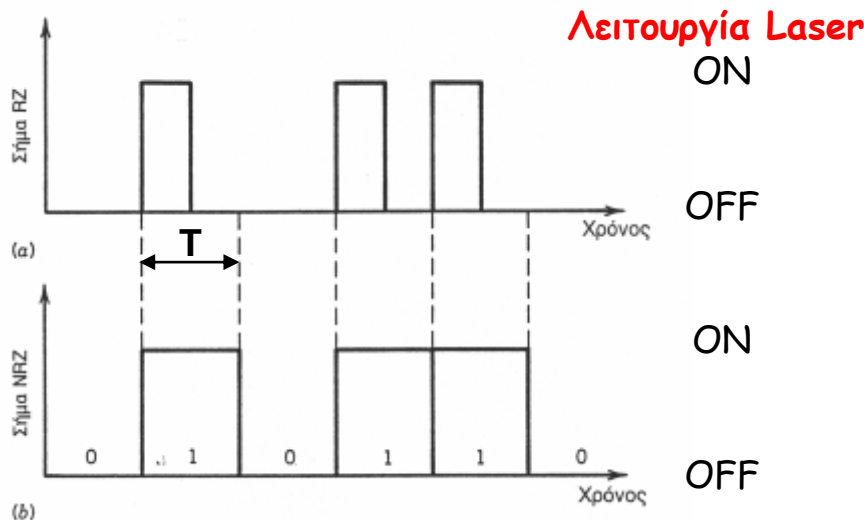 Λειτουργία Laser
ON
Σήμα RZ
OFF
Χρόνος
(a)
T
ON
Σήμα NRZ
0 1 0 1 1 0
OFF
Χρόνος
(b)